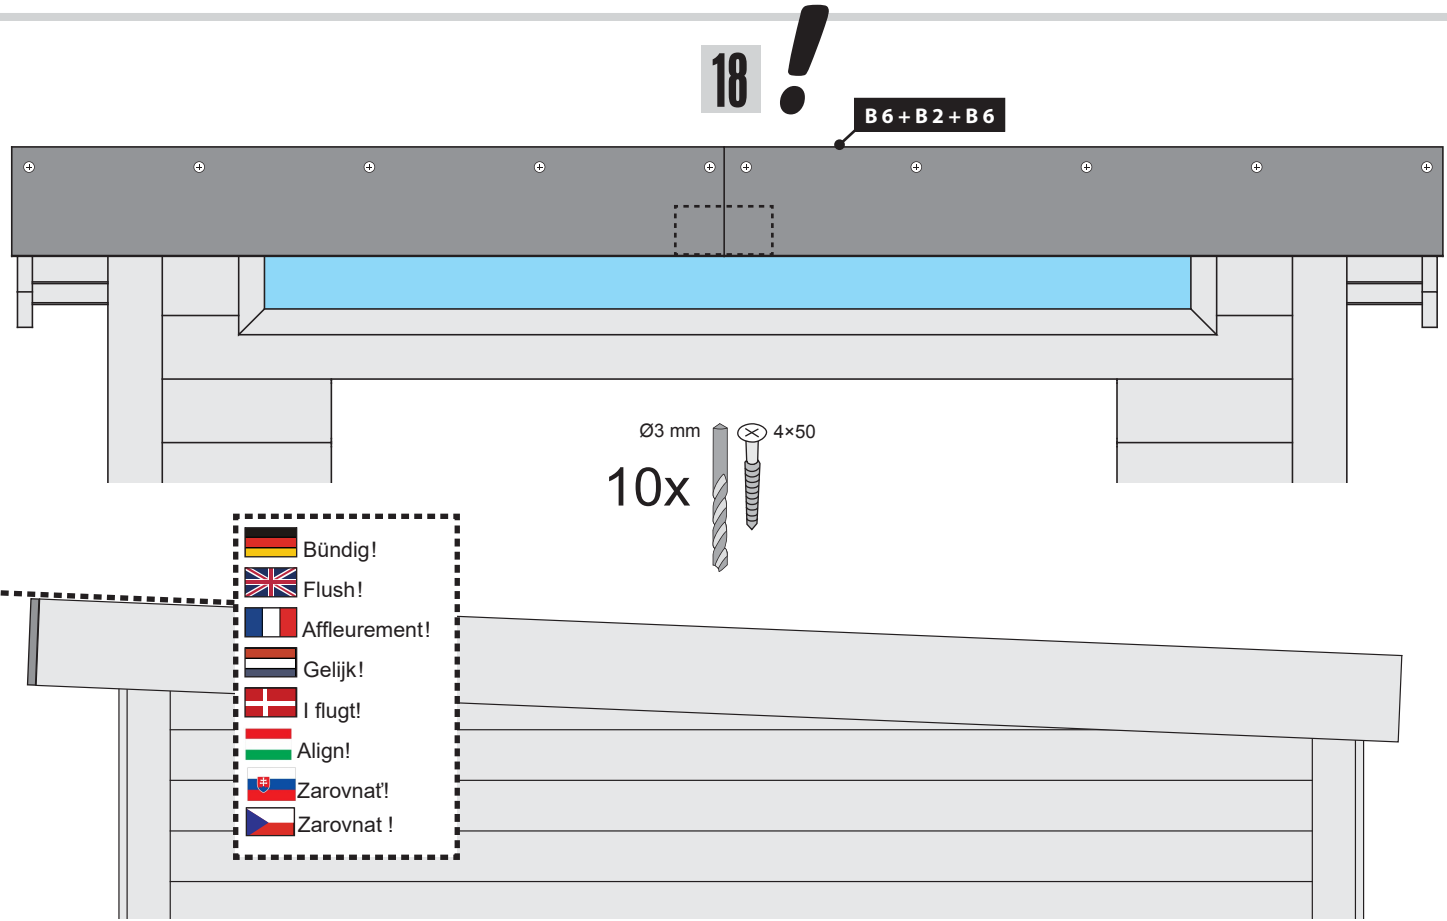 18 !
B6+B2+B6
Ø3 mm 4×50
10x
Bündig!
Flush!
Affleurement!
Gelijk!
I flugt!
Align!
Zarovnať!
Zarovnat !